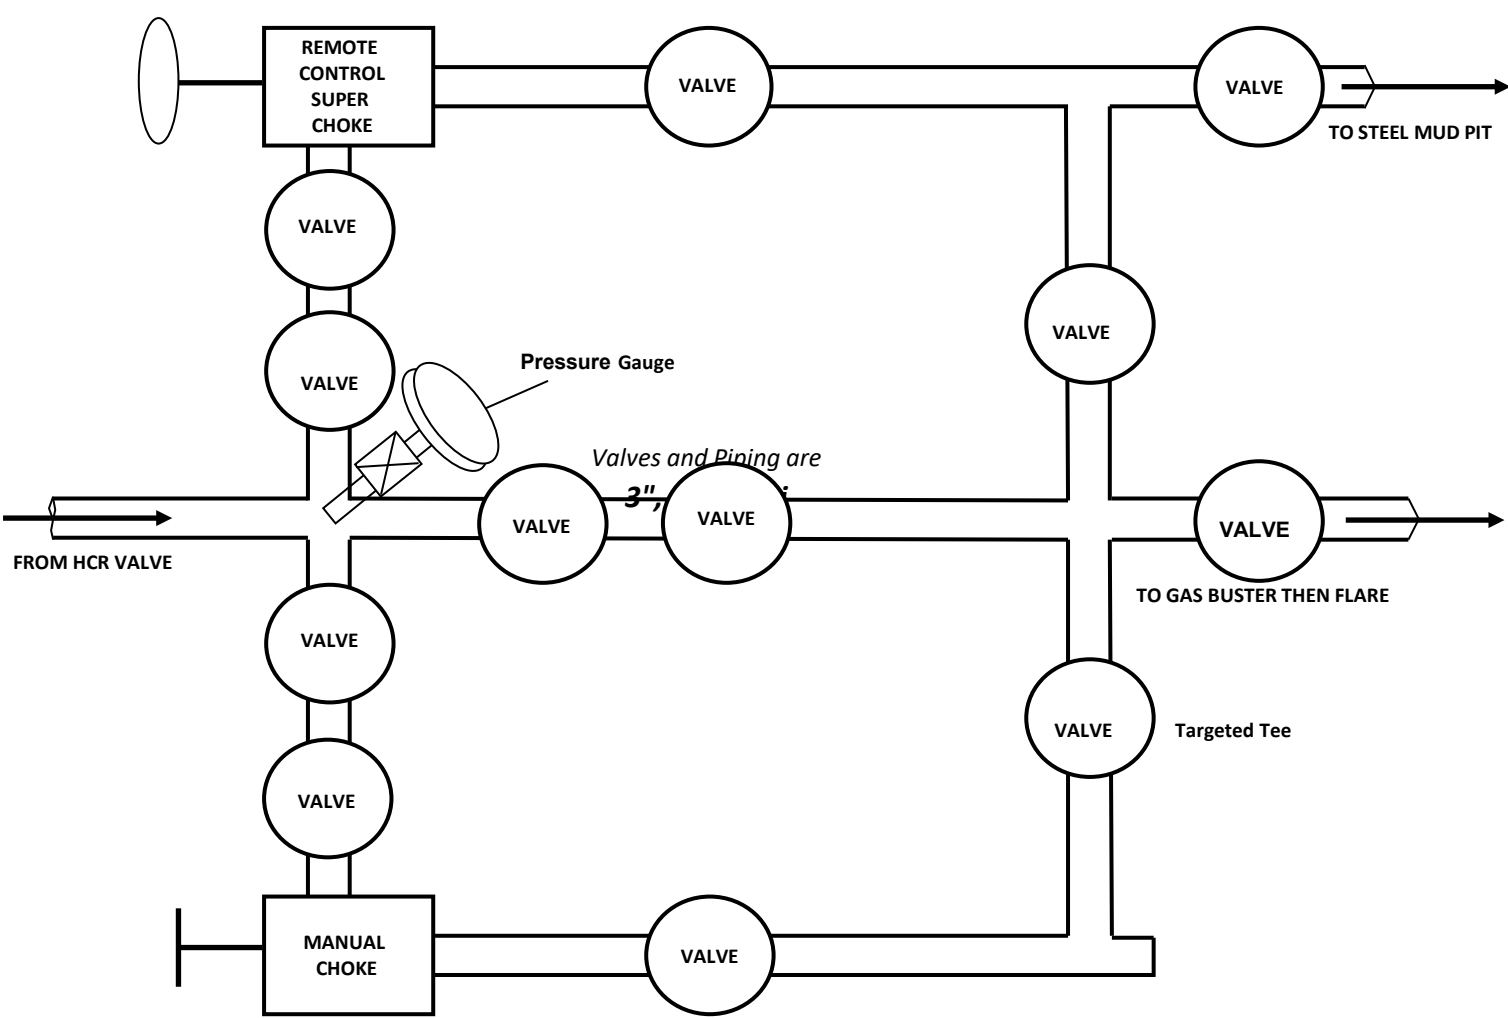 REMOTE
CONTROL
SUPER
CHOKE
VALVE
VALVE
TO STEEL MUD PIT
VALVE
VALVE
VALVE
Pressure Gauge
Valves and Piping are
3",
VALVE
VALVE
VALVE
FROM HCR VALVE
TO GAS BUSTER THEN FLARE
VALVE
VALVE
Targeted Tee
VALVE
MANUAL
CHOKE
VALVE